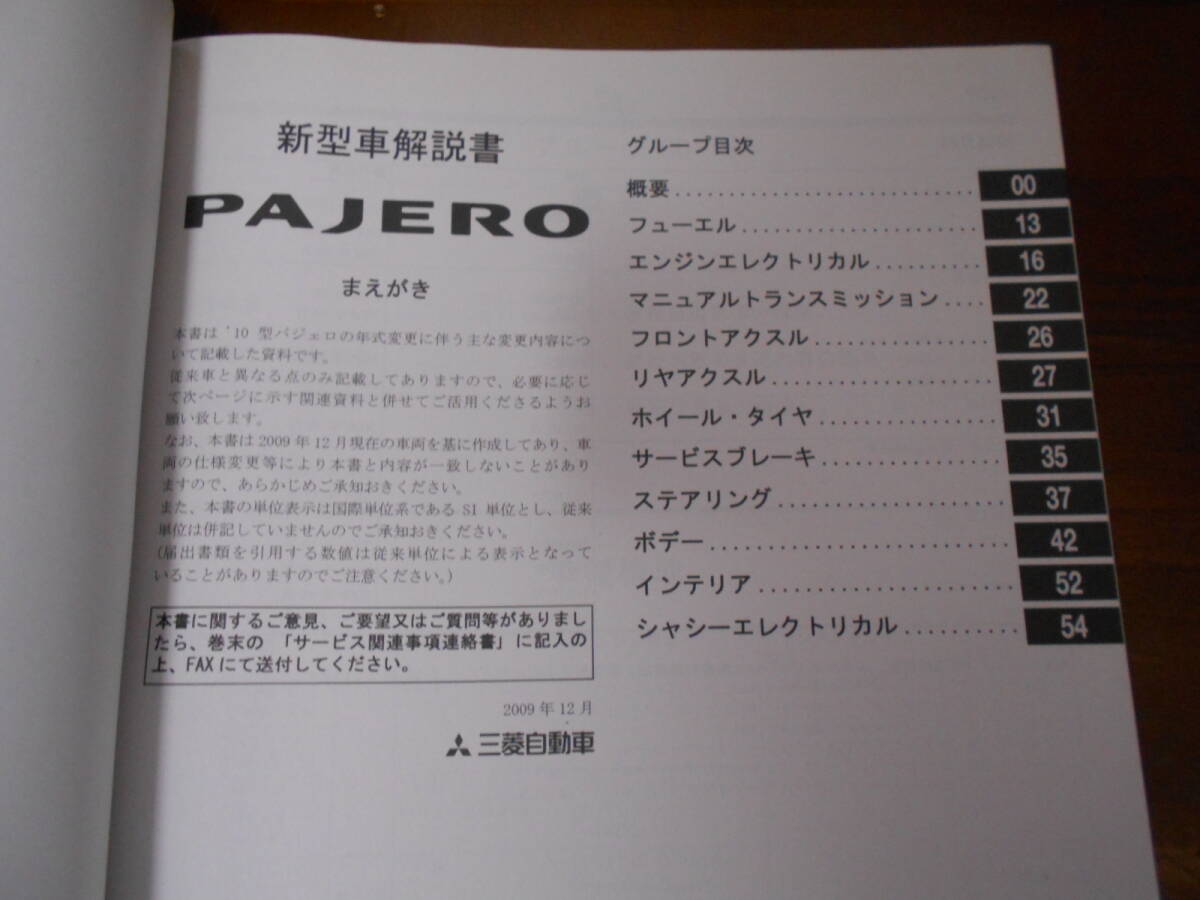 新型車解説書
PAJERO
まえがき
本書は '10 型パジェロの年式変更に伴う主な変更内容につ
いて記載した資料です。
従来車と異なる点のみ記載してありますので、必要に応じ
て次ページに示す関連資料と併せてご活用くださるようお
願い致します。
なお、本書は 2009 年 12 月現在の車両を基に作成してあり、車
両の仕様変更等により本書と内容が一致しないことがあり
ますので、あらかじめご承知おきください。
また、本書の単位表示は国際単位系である SI 単位とし、従来
単位は併記していませんのでご承知おきください。
(届出書類を引用する数値は従来単位による表示となって
いることがありますのでご注意ください。)
本書に関するご意見、ご要望又はご質問等がありまし
たら、巻末の 「サービス関連事項連絡書」に記入の
上、FAX にて送付してください。
2009 年 12 月
三菱自動車
グループ目次
概要 ............................ 00
フューエル ...................... 13
エンジンエレクトリカル .......... 16
マニュアルトランスミッション .... 22
フロントアクスル ................ 26
リヤアクスル .................... 27
ホイール・タイヤ ................ 31
サービスブレーキ ................ 35
ステアリング .................... 37
ボデー .......................... 42
インテリア ...................... 52
シャシーエレクトリカル .......... 54